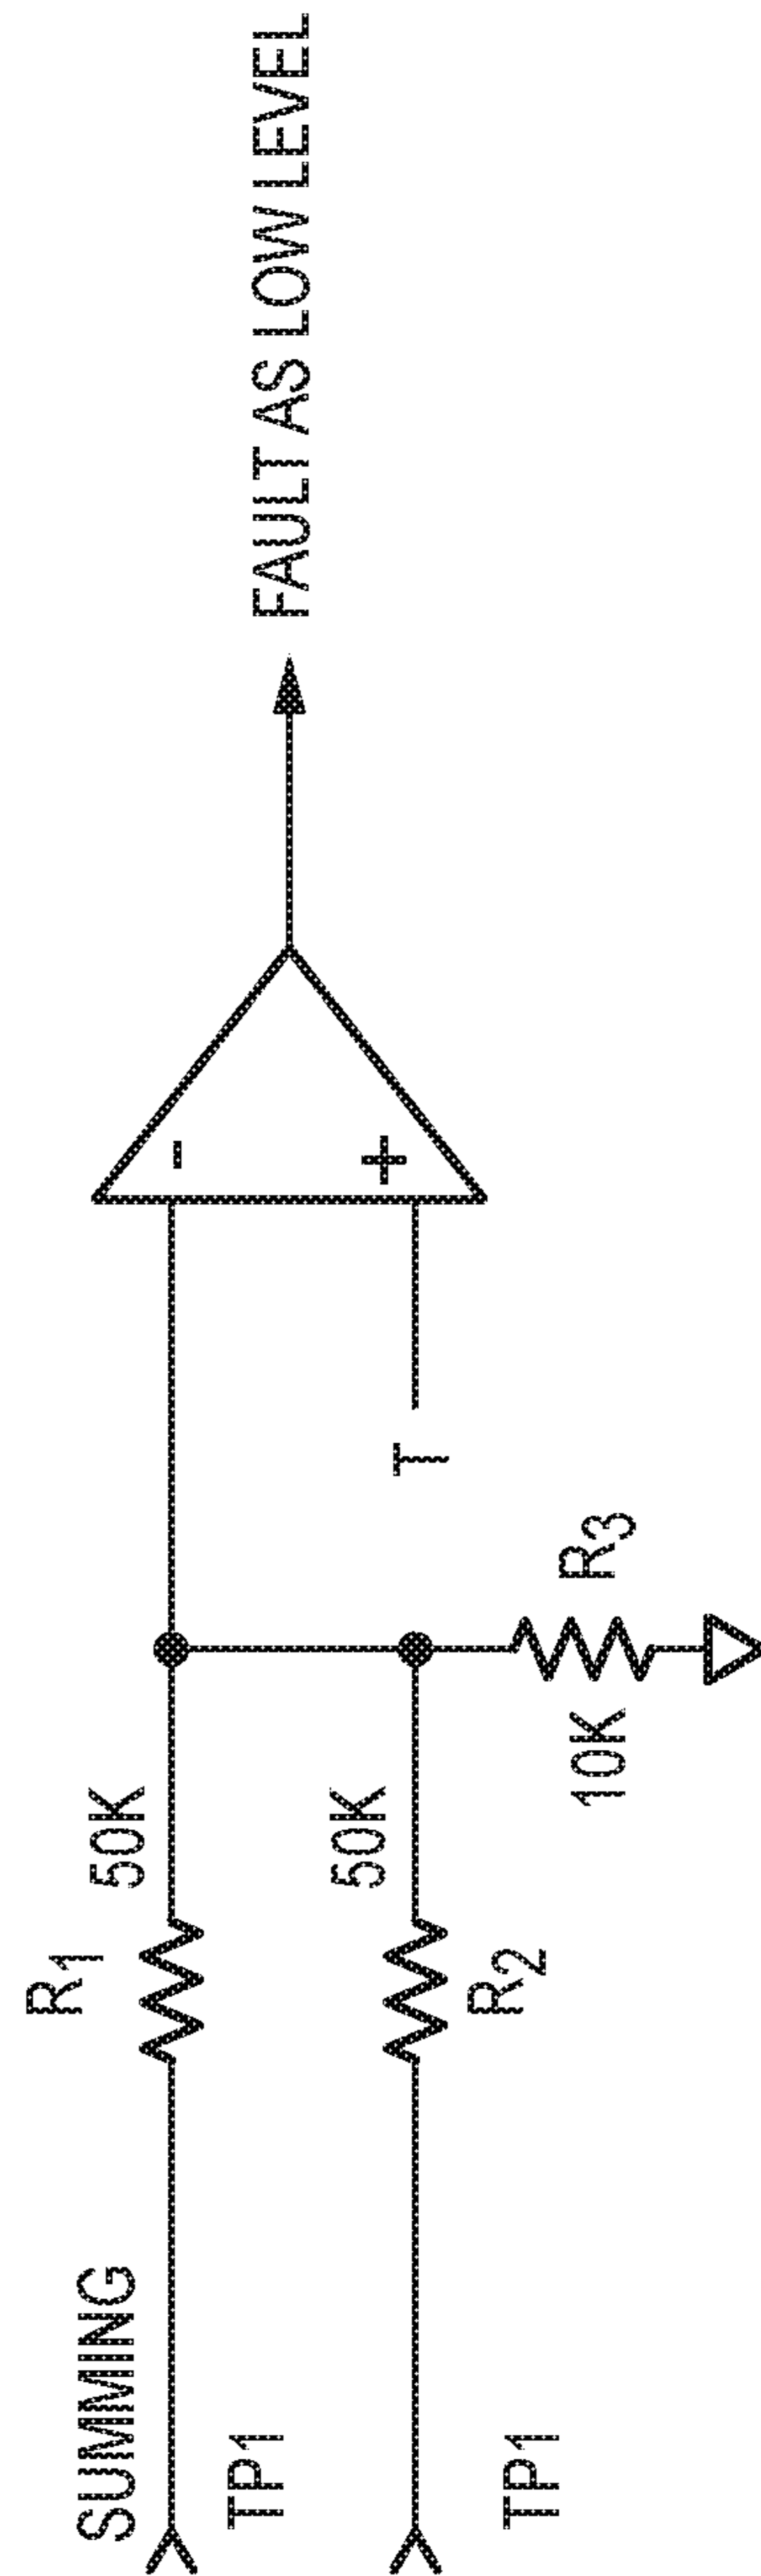 SUMMING
TP1
TP1
R1
50K
50K
R2
10K
R3
T
-
+
FAULT AS LOW LEVEL